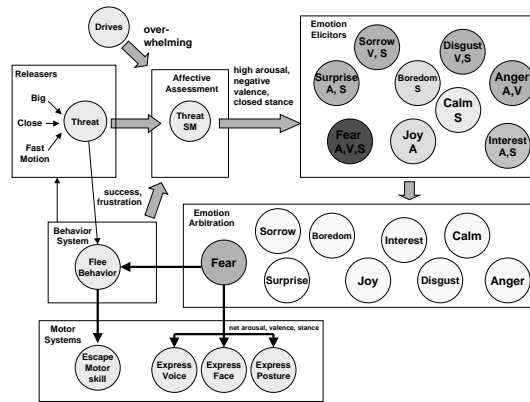 Drives
over-
whelming
Releasers
Big
Close
Fast
Motion
Threat
Affective
Assessment
Threat
SM
high arousal,
negative
valence,
closed stance
Emotion
Elicitors
Sorrow
V, S
Disgust
V,S
Surprise
A, S
Boredom
S
Anger
A,V
Calm
S
Fear
A,V,S
Joy
A
Interest
A,S
success,
frustration
Behavior
System
Flee
Behavior
Emotion
Arbitration
Fear
Sorrow
Boredom
Interest
Calm
Surprise
Joy
Disgust
Anger
Motor
Systems
net arousal, valence, stance
Escape
Motor
skill
Express
Voice
Express
Face
Express
Posture